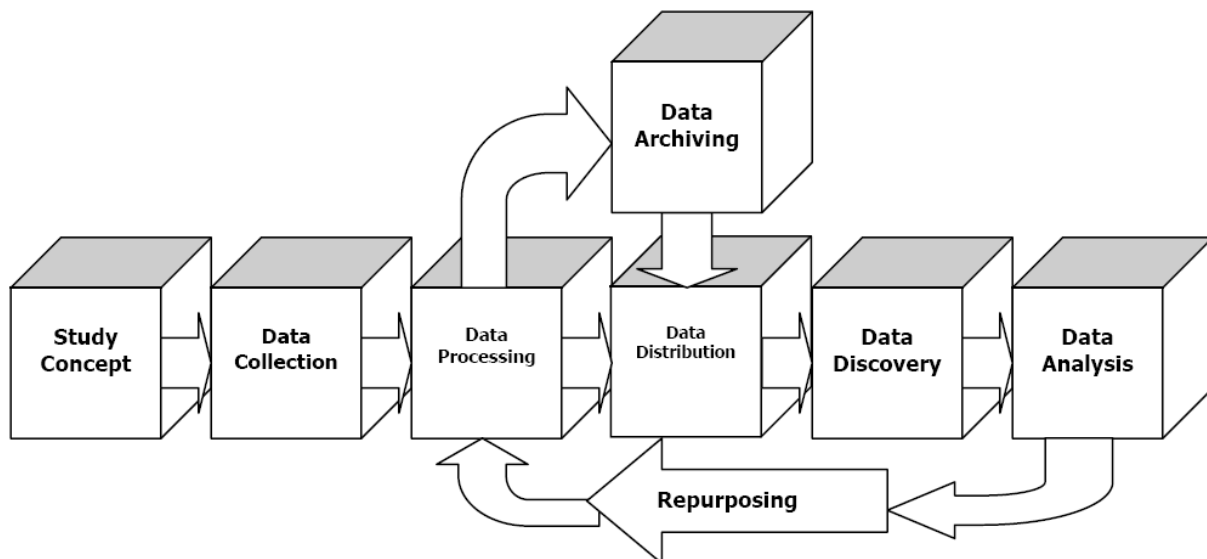 Data
Archiving
Study
Concept
Data
Collection
Data
Processing
Data
Distribution
Data
Discovery
Data
Analysis
Repurposing